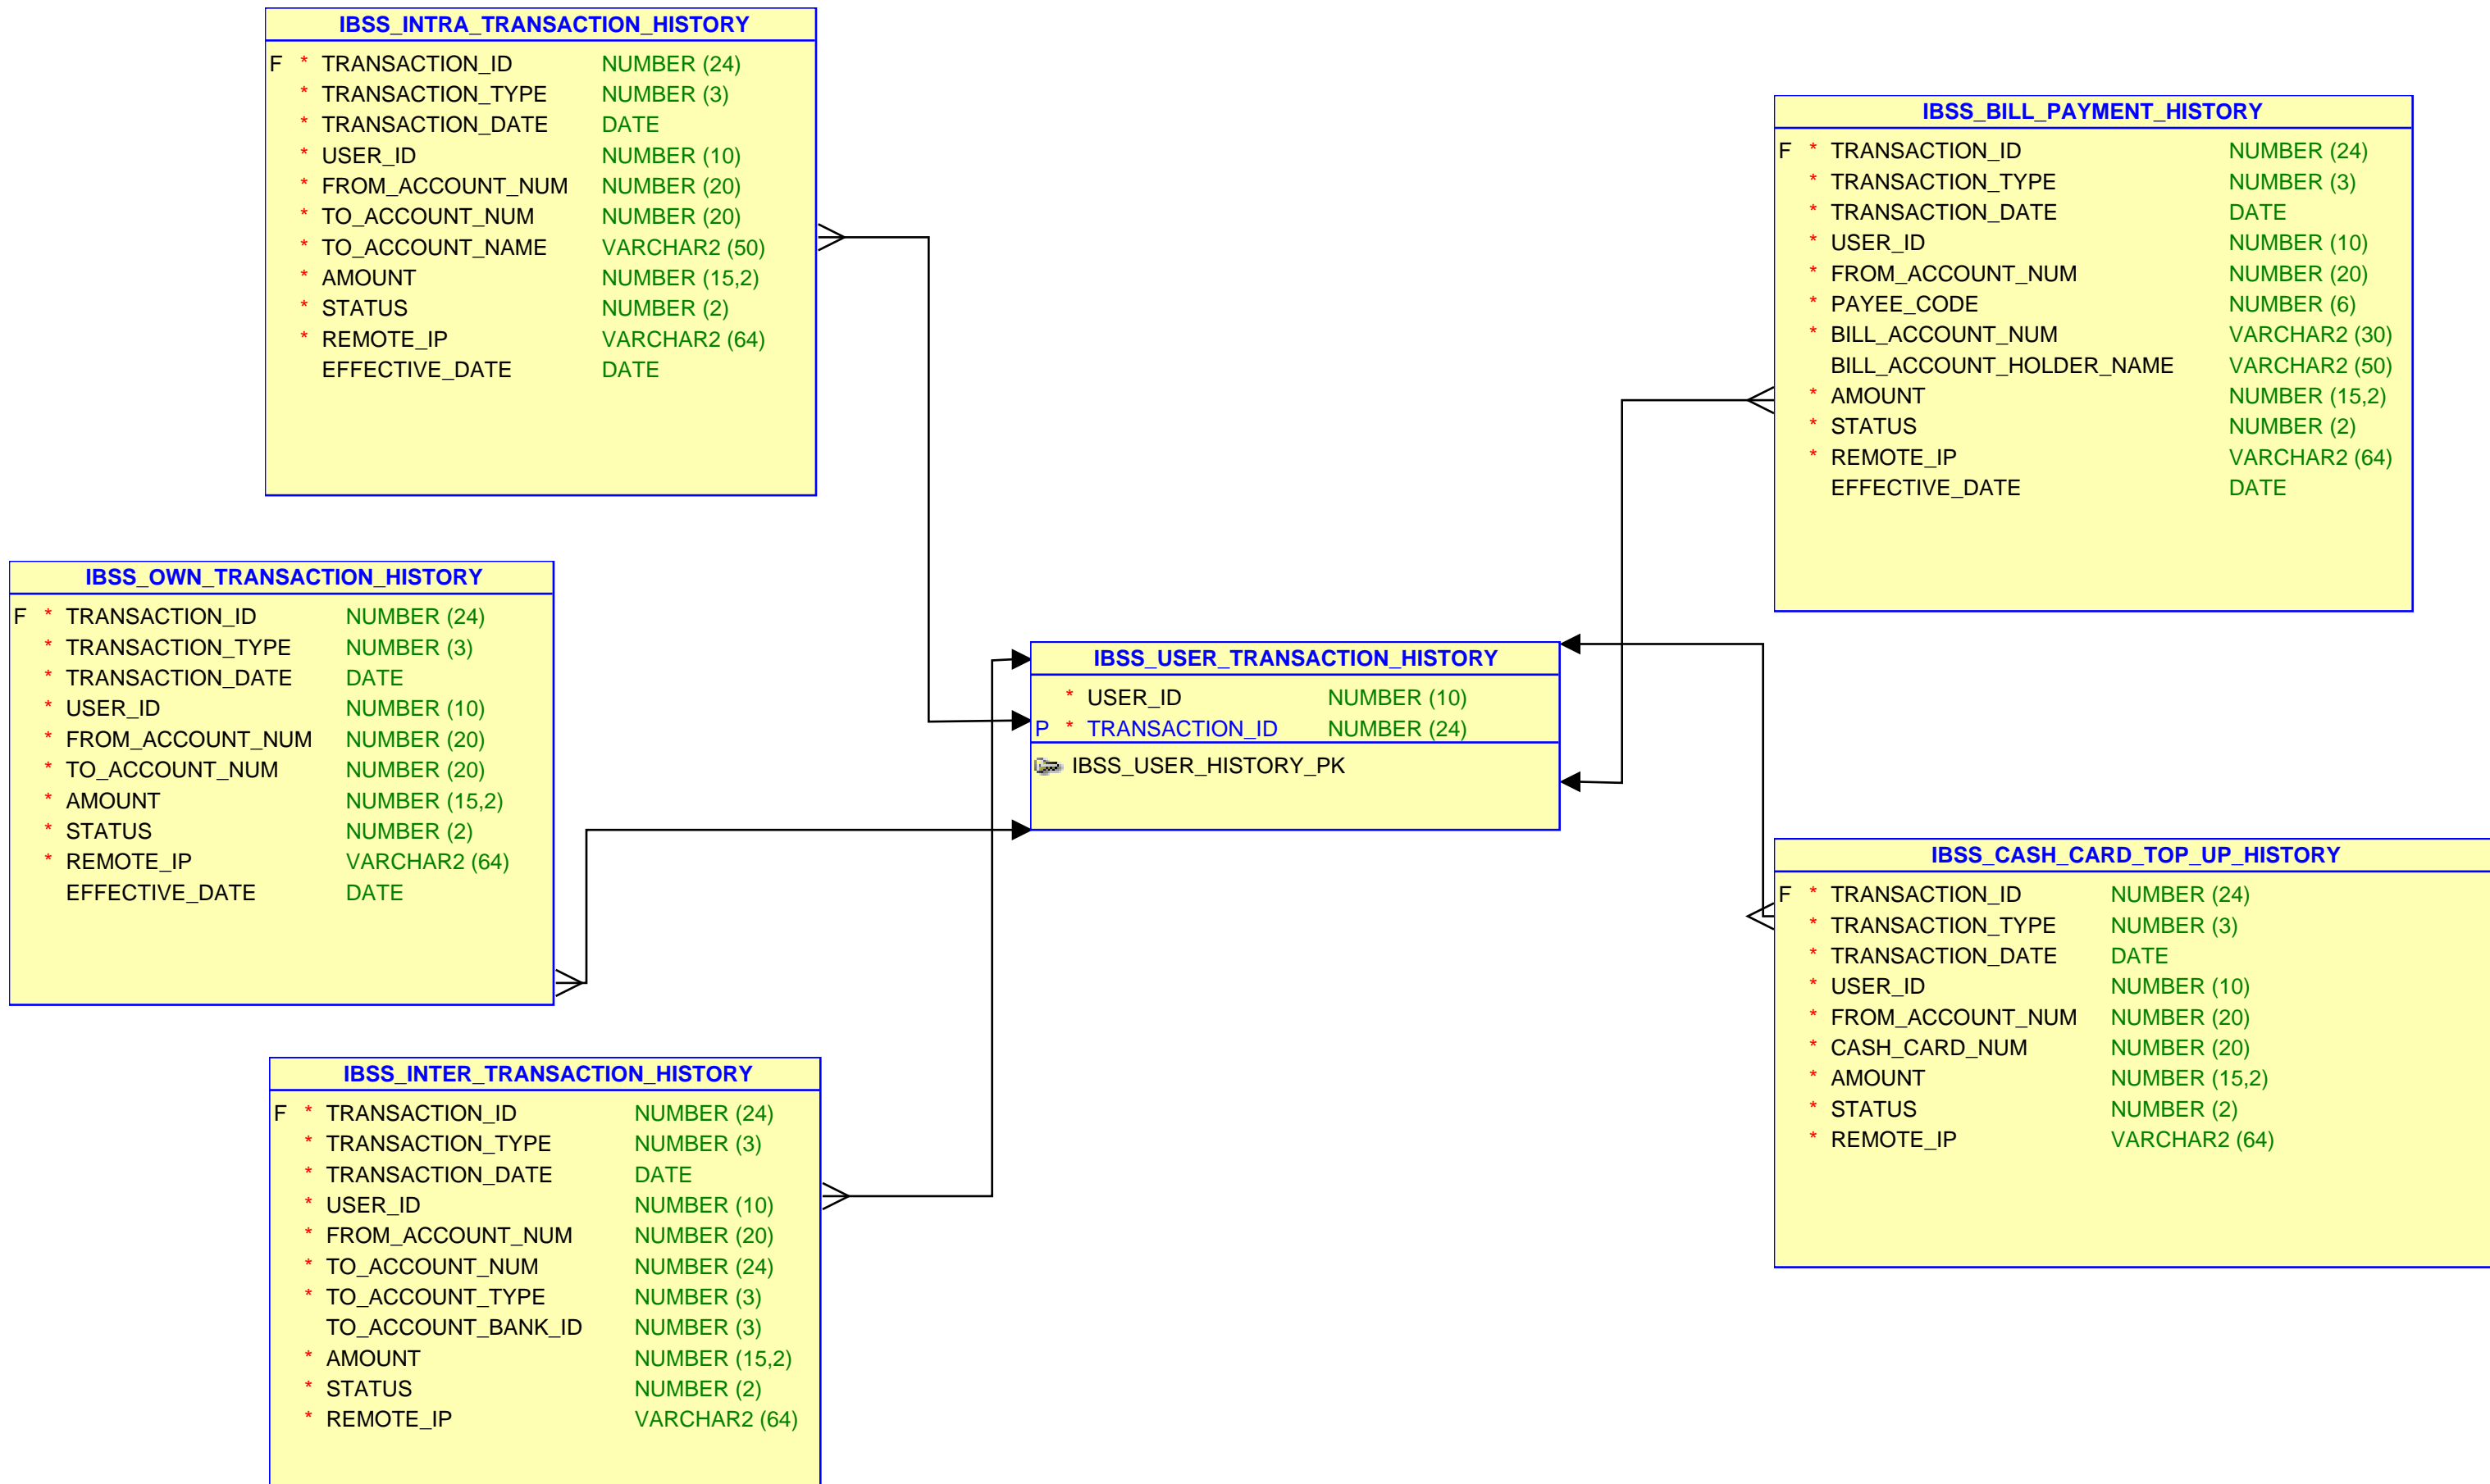 IBSS_INTRA_TRANSACTION_HISTORY
F * TRANSACTION_ID NUMBER (24)
* TRANSACTION_TYPE NUMBER (3)
* TRANSACTION_DATE DATE
* USER_ID NUMBER (10)
* FROM_ACCOUNT_NUM NUMBER (20)
* TO_ACCOUNT_NUM NUMBER (20)
* TO_ACCOUNT_NAME VARCHAR2 (50)
* AMOUNT NUMBER (15,2)
* STATUS NUMBER (2)
* REMOTE_IP VARCHAR2 (64)
EFFECTIVE_DATE DATE
IBSS_BILL_PAYMENT_HISTORY
F * TRANSACTION_ID NUMBER (24)
* TRANSACTION_TYPE NUMBER (3)
* TRANSACTION_DATE DATE
* USER_ID NUMBER (10)
* FROM_ACCOUNT_NUM NUMBER (20)
* PAYEE_CODE NUMBER (6)
* BILL_ACCOUNT_NUM VARCHAR2 (30)
BILL_ACCOUNT_HOLDER_NAME VARCHAR2 (50)
* AMOUNT NUMBER (15,2)
* STATUS NUMBER (2)
* REMOTE_IP VARCHAR2 (64)
EFFECTIVE_DATE DATE
IBSS_OWN_TRANSACTION_HISTORY
F * TRANSACTION_ID NUMBER (24)
* TRANSACTION_TYPE NUMBER (3)
* TRANSACTION_DATE DATE
* USER_ID NUMBER (10)
* FROM_ACCOUNT_NUM NUMBER (20)
* TO_ACCOUNT_NUM NUMBER (20)
* AMOUNT NUMBER (15,2)
* STATUS NUMBER (2)
* REMOTE_IP VARCHAR2 (64)
EFFECTIVE_DATE DATE
IBSS_USER_TRANSACTION_HISTORY
* USER_ID NUMBER (10)
P * TRANSACTION_ID NUMBER (24)
IBSS_USER_HISTORY_PK
IBSS_CASH_CARD_TOP_UP_HISTORY
F * TRANSACTION_ID NUMBER (24)
* TRANSACTION_TYPE NUMBER (3)
* TRANSACTION_DATE DATE
* USER_ID NUMBER (10)
* FROM_ACCOUNT_NUM NUMBER (20)
* CASH_CARD_NUM NUMBER (20)
* AMOUNT NUMBER (15,2)
* STATUS NUMBER (2)
* REMOTE_IP VARCHAR2 (64)
IBSS_INTER_TRANSACTION_HISTORY
F * TRANSACTION_ID NUMBER (24)
* TRANSACTION_TYPE NUMBER (3)
* TRANSACTION_DATE DATE
* USER_ID NUMBER (10)
* FROM_ACCOUNT_NUM NUMBER (20)
* TO_ACCOUNT_NUM NUMBER (24)
* TO_ACCOUNT_TYPE NUMBER (3)
TO_ACCOUNT_BANK_ID NUMBER (3)
* AMOUNT NUMBER (15,2)
* STATUS NUMBER (2)
* REMOTE_IP VARCHAR2 (64)